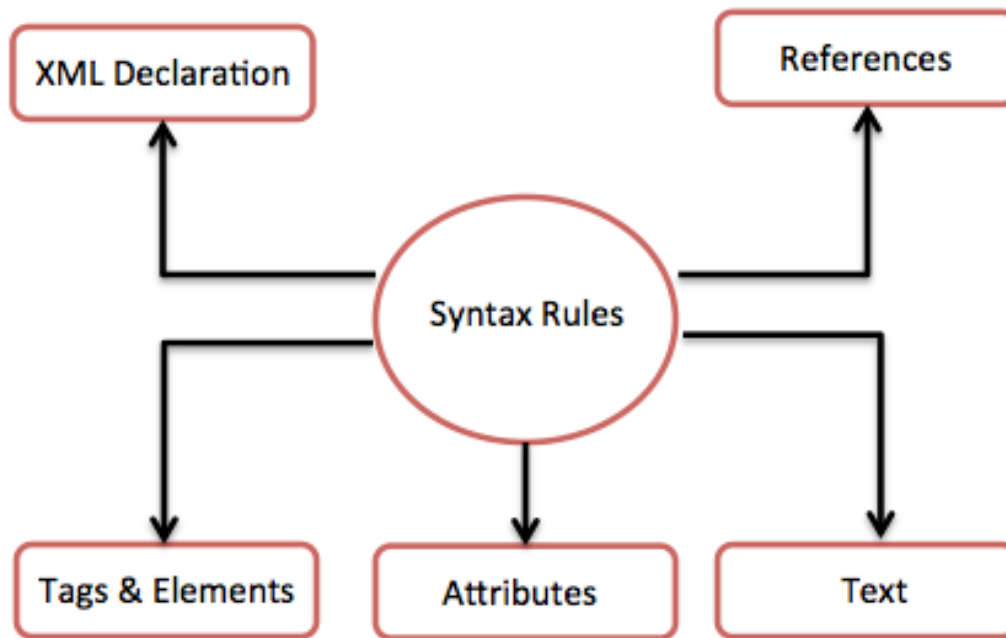 XML Declaration
References
Syntax Rules
Tags & Elements
Attributes
Text